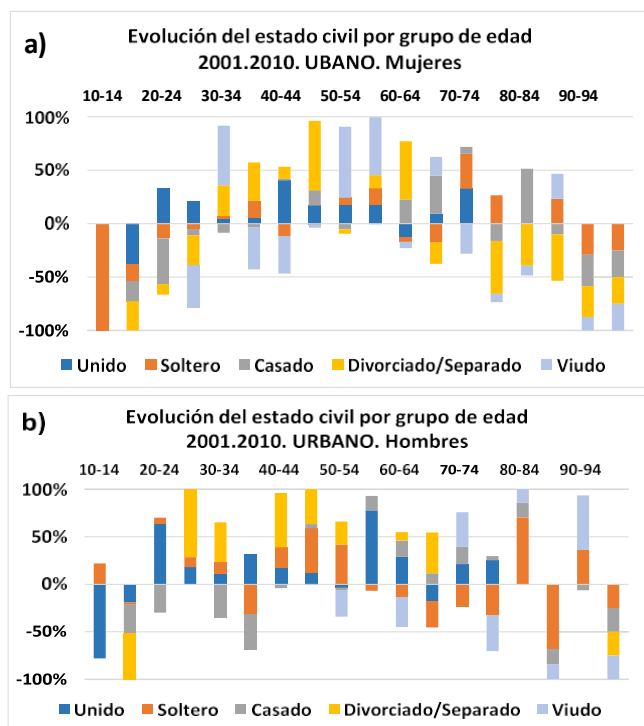 a)
Evolución del estado civil por grupo de edad
2001.2010. UBANO. Mujeres
10-14 20-24 30-34 40-44 50-54 60-64 70-74 80-84 90-94
100%
50%
0%
-50%
-100%
Unido Soltero Casado Divorciado/Separado Viudo
b)
Evolución del estado civil por grupo de edad
2001.2010. URBANO. Hombres
10-14 20-24 30-34 40-44 50-54 60-64 70-74 80-84 90-94
100%
50%
0%
-50%
-100%
Unido Soltero Casado Divorciado/Separado Viudo